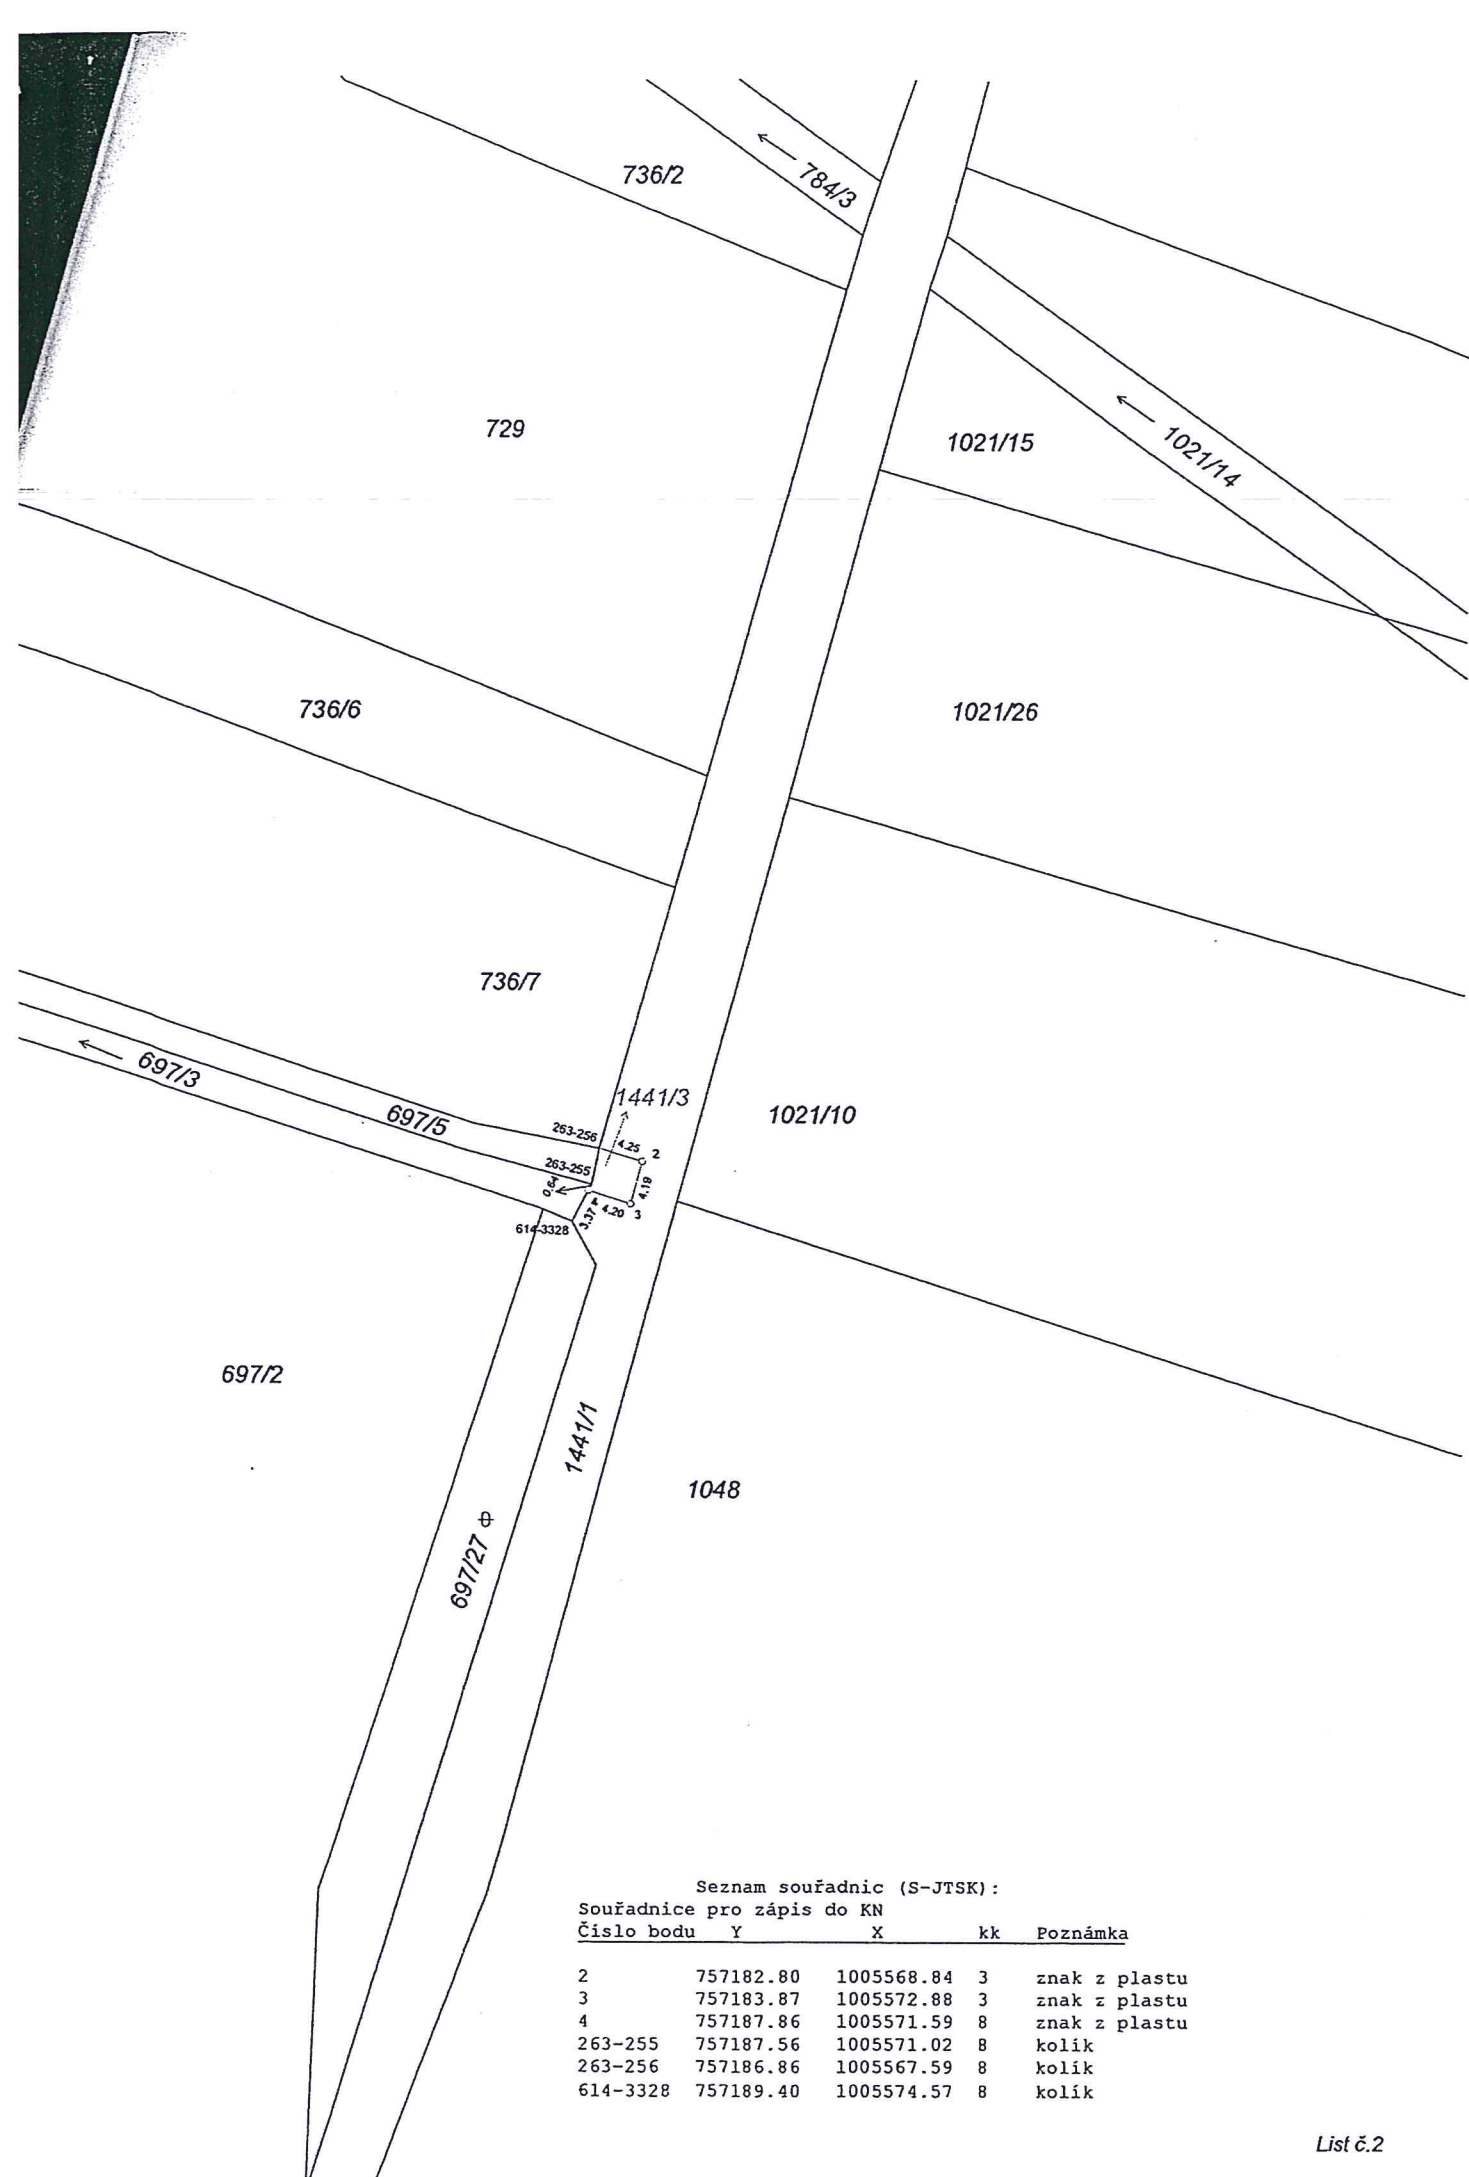 736/2
784/3
729
1021/15
1021/14
736/6
1021/26
736/7
697/3
1441/3
697/5
1021/10
263-256
4.25
2
263-255
0.64
4.19
4
4.20
3
3.37
614-3328
697/2
1441/1
1048
697/27
Seznam souřadnic (S-JTSK):
Souřadnice pro zápis do KN
Číslo bodu Y X kk Poznámka
2 757182.80 1005568.84 3 znak z plastu
3 757183.87 1005572.88 3 znak z plastu
4 757187.86 1005571.59 8 znak z plastu
263-255 757187.56 1005571.02 8 kolík
263-256 757186.86 1005567.59 8 kolík
614-3328 757189.40 1005574.57 8 kolík
List č.2